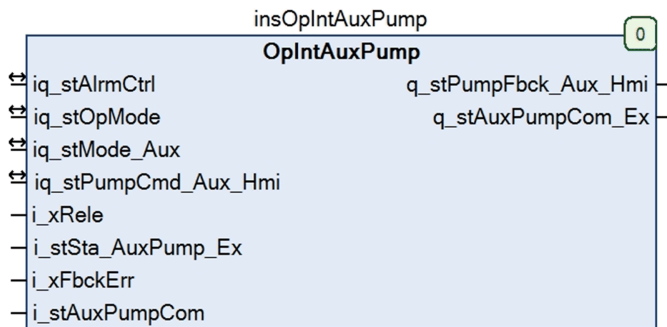 insOpIntAuxPump
0
OpIntAuxPump
iq_stAlrmCtrl q_stPumpFbck_Aux_Hmi
iq_stOpMode q_stAuxPumpCom_Ex
iq_stMode_Aux
iq_stPumpCmd_Aux_Hmi
i_xRele
i_stSta_AuxPump_Ex
i_xFbckErr
i_stAuxPumpCom